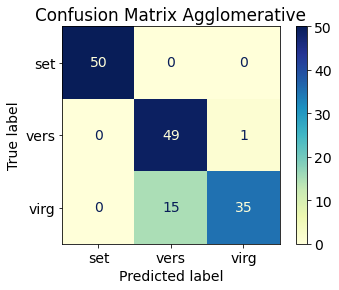 Confusion Matrix Agglomerative
set 50 0 0
vers 0 49 1
virg 0 15 35
set vers virg
Predicted label
True label
50
40
30
20
10
0